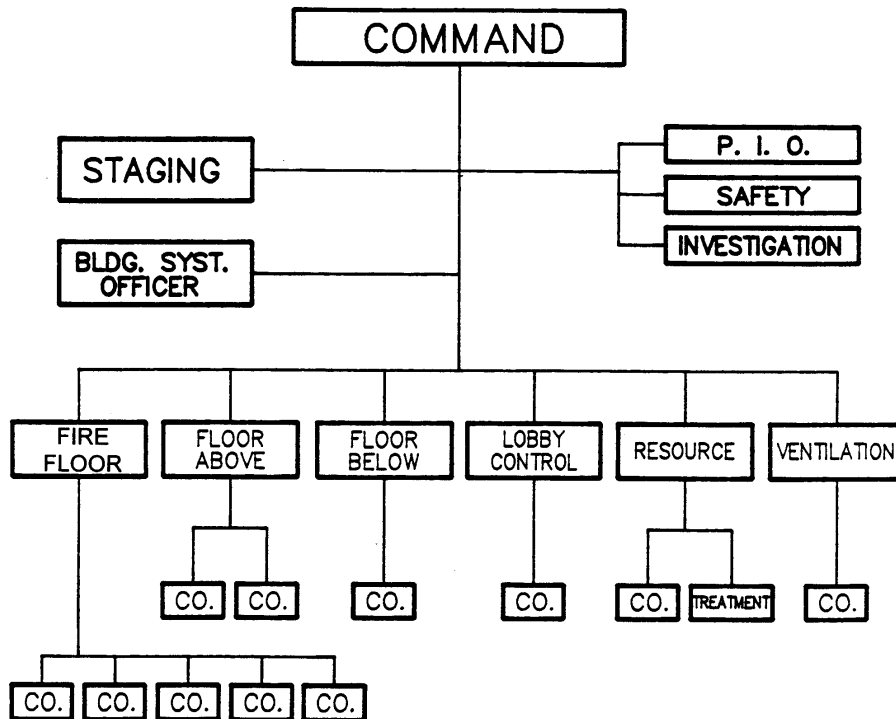 COMMAND
STAGING
P. I. O.
SAFETY
INVESTIGATION
BLDG. SYST.
OFFICER
FIRE
FLOOR
FLOOR
ABOVE
FLOOR
BELOW
LOBBY
CONTROL
RESOURCE
VENTILATION
CO.
CO.
CO.
CO.
CO.
TREATMENT
CO.
CO.
CO.
CO.
CO.
CO.